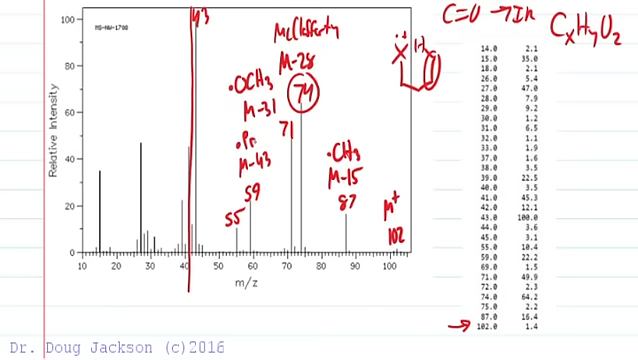 C=O → IR
CxHyO2
MS-NW-1798
93
McClafferty
M-28
74
·OCH3
M-31
71
·Pr
M-43
59
55
·CH3
M-15
87
M+
102
Relative Intensity
100
80
60
40
20
0
10 20 30 40 50 60 70 80 90 100
m/z
14.0 2.1
15.0 35.0
18.0 2.1
26.0 5.4
27.0 47.0
28.0 7.9
29.0 9.2
30.0 1.2
31.0 6.5
32.0 1.1
33.0 1.9
37.0 1.6
38.0 3.5
39.0 22.5
40.0 3.5
41.0 45.3
42.0 12.1
43.0 100.0
44.0 3.6
45.0 3.1
55.0 10.4
59.0 22.2
69.0 1.5
71.0 49.9
72.0 2.3
74.0 64.2
75.0 2.2
87.0 16.4
→ 102.0 1.4
Dr. Doug Jackson (c)2016